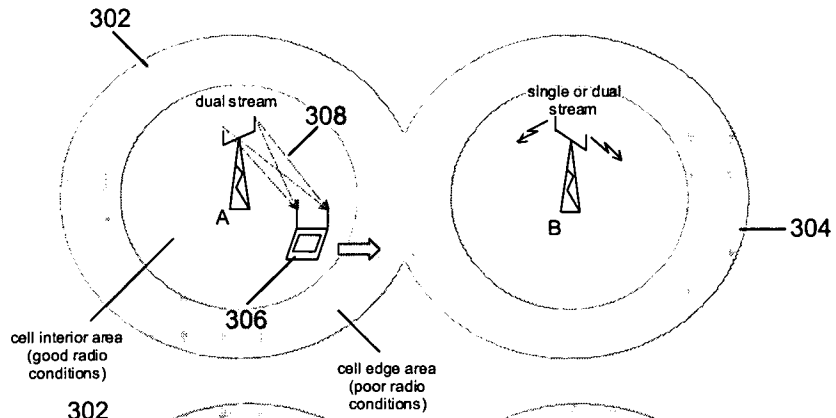 302
dual stream
308
single or dual
stream
A
B
304
306
cell interior area
(good radio
conditions)
cell edge area
(poor radio
conditions)
302